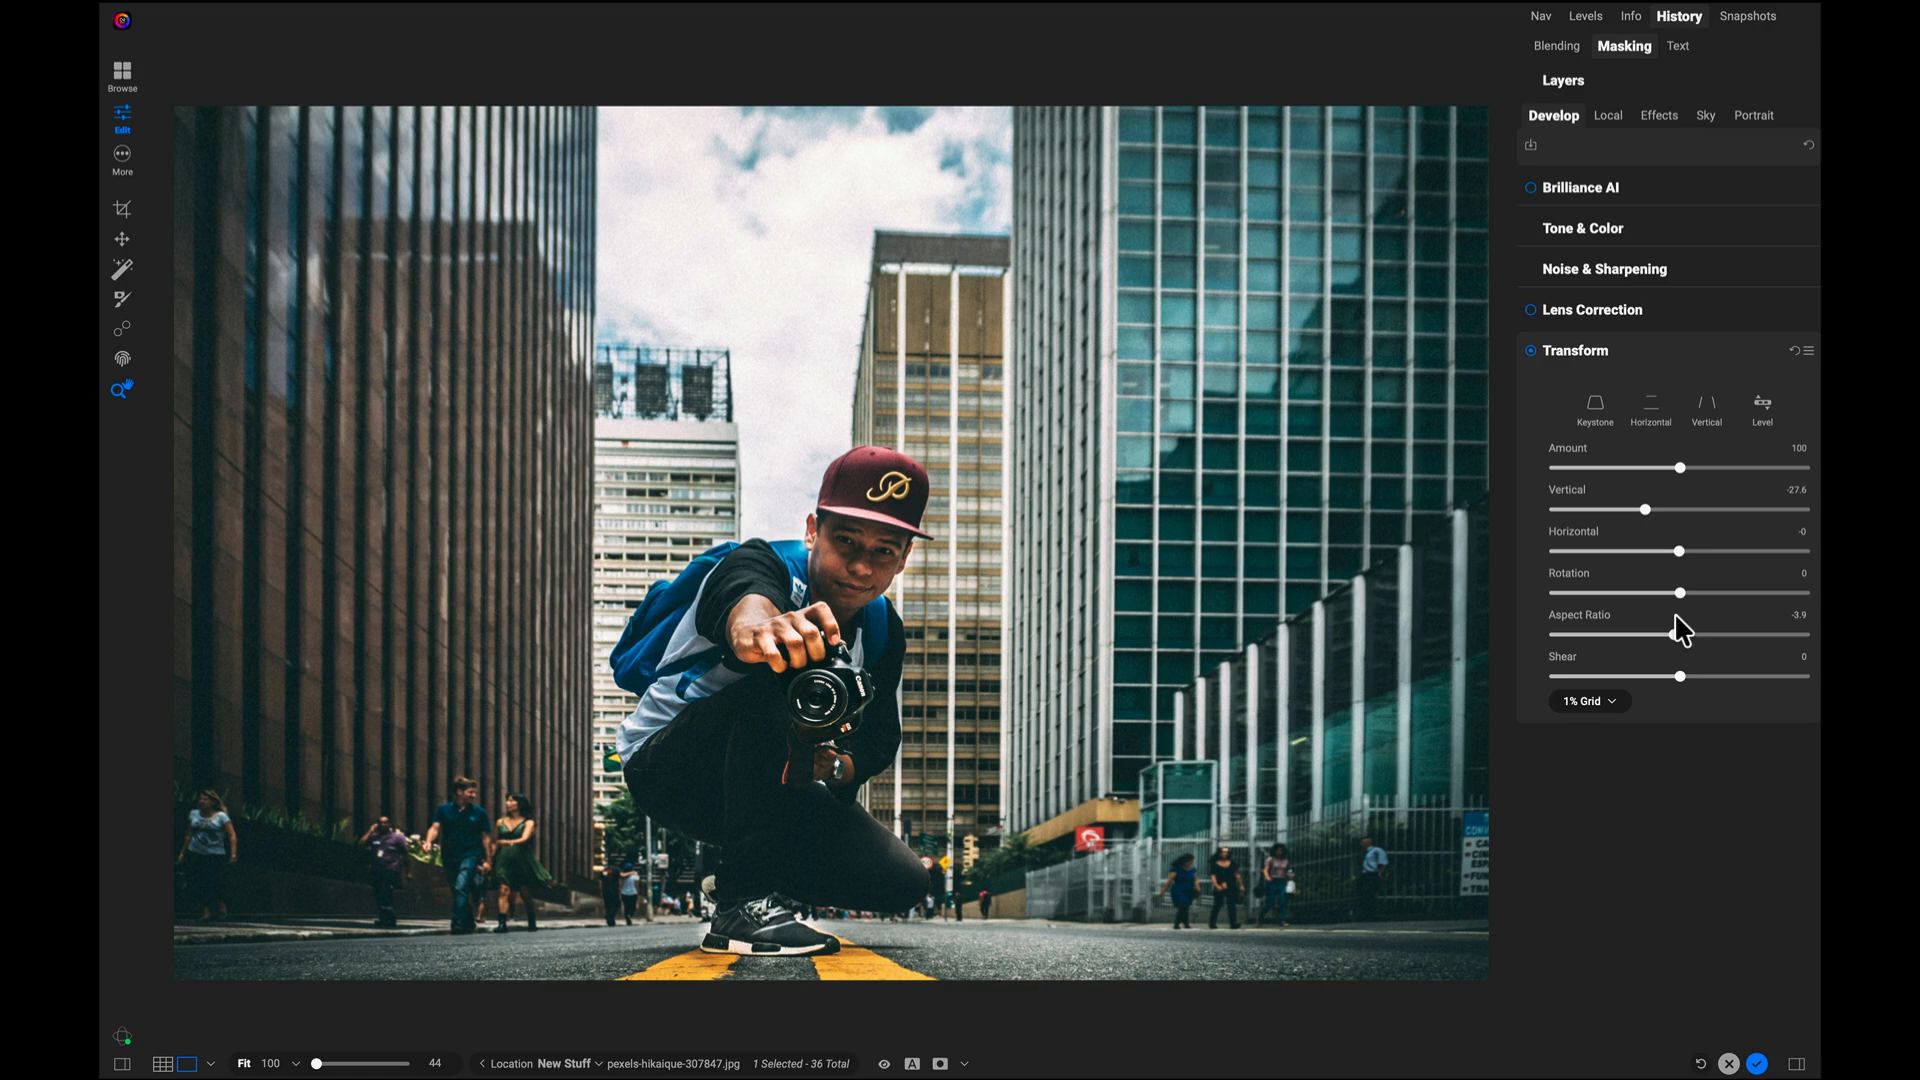 Nav Levels Info History Snapshots
Blending Masking Text
Layers
Develop Local Effects Sky Portrait
Browse
Edit
More
Brilliance AI
Tone & Color
Noise & Sharpening
Lens Correction
Transform
Keystone Horizontal Vertical Level
Amount 100
Vertical -27.6
Horizontal -0
Rotation 0
Aspect Ratio -3.9
Shear 0
1% Grid
Canon
Fit 100 44 Location New Stuff pexels-hikaique-307847.jpg 1 Selected - 36 Total A